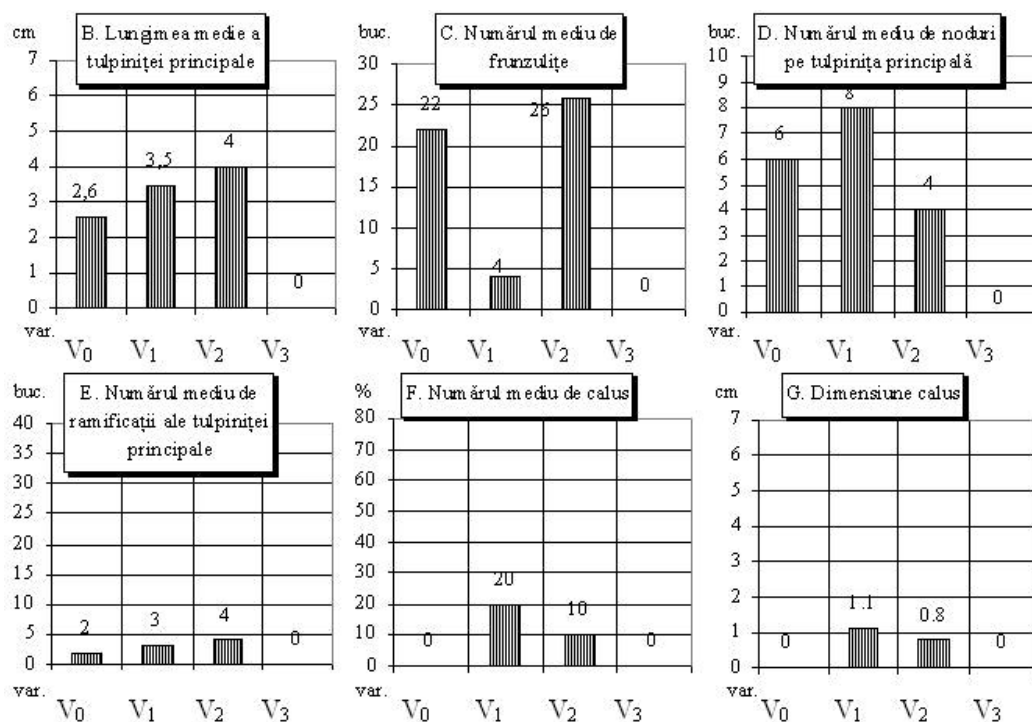 cm
B. Lungimea medie a
tulpiniței principale
7
6
5
4
3
2
1
0
2,6
3,5
4
0
var.
V0
V1
V2
V3
buc.
C. Numărul mediu de
frunzulițe
30
25
20
15
10
5
0
22
4
26
0
var.
V0
V1
V2
V3
buc.
D. Numărul mediu de noduri
pe tulpinița principală
10
9
8
7
6
5
4
3
2
1
0
6
8
4
0
var.
V0
V1
V2
V3
buc.
E. Numărul mediu de
ramificații ale tulpiniței
principale
40
35
30
25
20
15
10
5
0
2
3
4
0
var.
V0
V1
V2
V3
%
F. Numărul mediu de calus
80
70
60
50
40
30
20
10
0
0
20
10
0
var.
V0
V1
V2
V3
cm
G. Dimensiune calus
7
6
5
4
3
2
1
0
0
1.1
0.8
0
var.
V0
V1
V2
V3